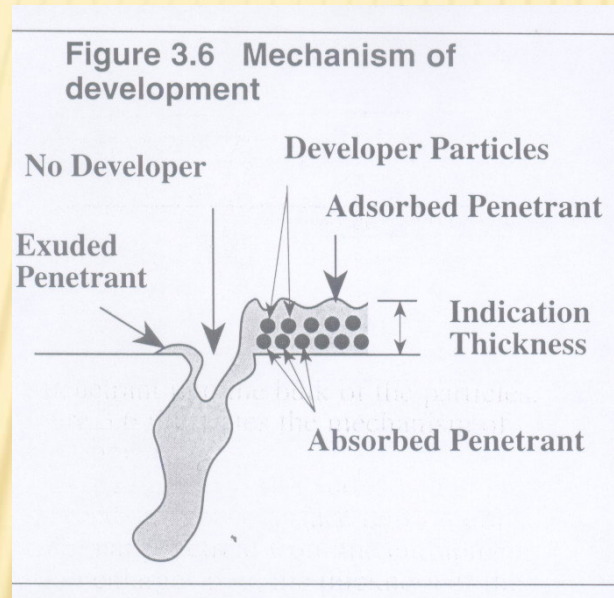 Figure 3.6 Mechanism of
development
No Developer
Developer Particles
Adsorbed Penetrant
Exuded
Penetrant
Indication
Thickness
Absorbed Penetrant